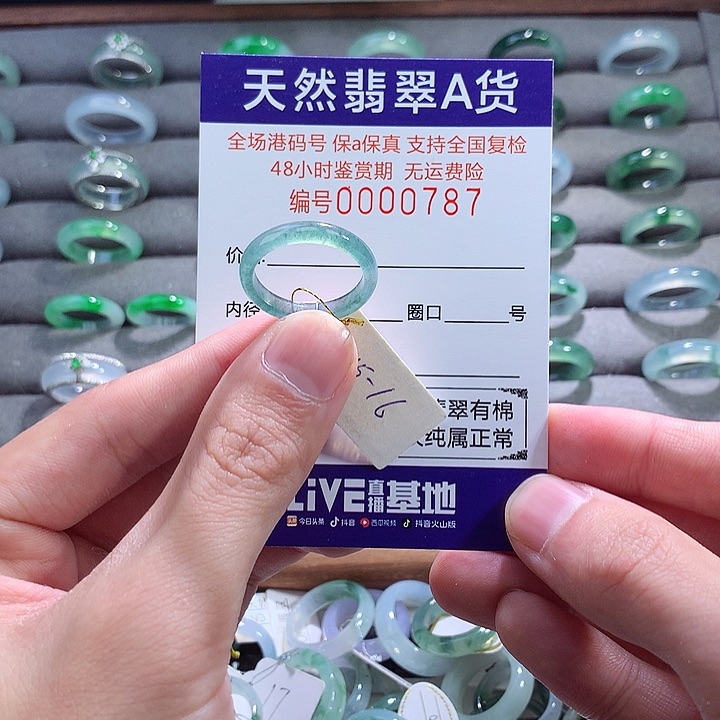 天然翡翠A货
全场港码号 保a保真 支持全国复检
48小时鉴赏期 无运费险
编号0000787
价
内径 圈口 号
5-16
翠有棉
纯属正常
LiVE直播基地
今日头条 抖音 西瓜视频 抖音火山版
17